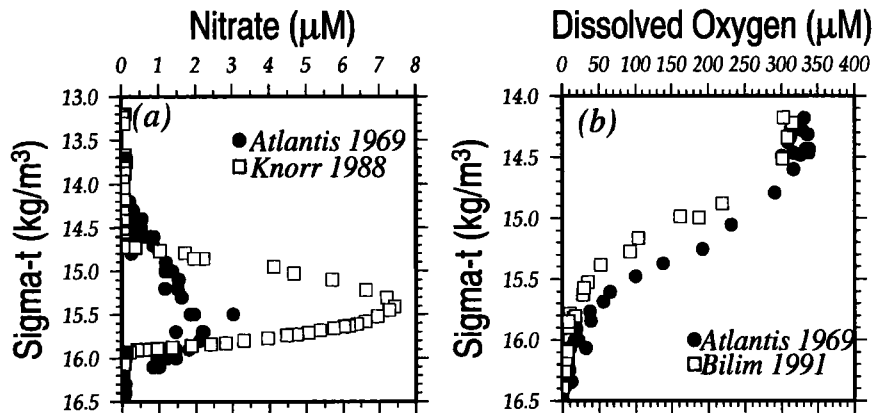 Nitrate (μM)
0 1 2 3 4 5 6 7 8
Sigma-t (kg/m³)
13.0
13.5
14.0
14.5
15.0
15.5
16.0
16.5
(a)
Atlantis 1969
Knorr 1988
Dissolved Oxygen (μM)
0 50 100 150 200 250 300 350 400
Sigma-t (kg/m³)
14.0
14.5
15.0
15.5
16.0
16.5
(b)
Atlantis 1969
Bilim 1991